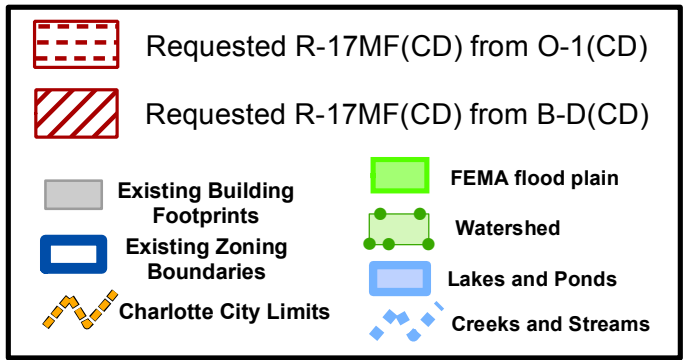 Requested R-17MF(CD) from O-1(CD)
Requested R-17MF(CD) from B-D(CD)
Existing Building
Footprints
Existing Zoning
Boundaries
Charlotte City Limits
FEMA flood plain
Watershed
Lakes and Ponds
Creeks and Streams